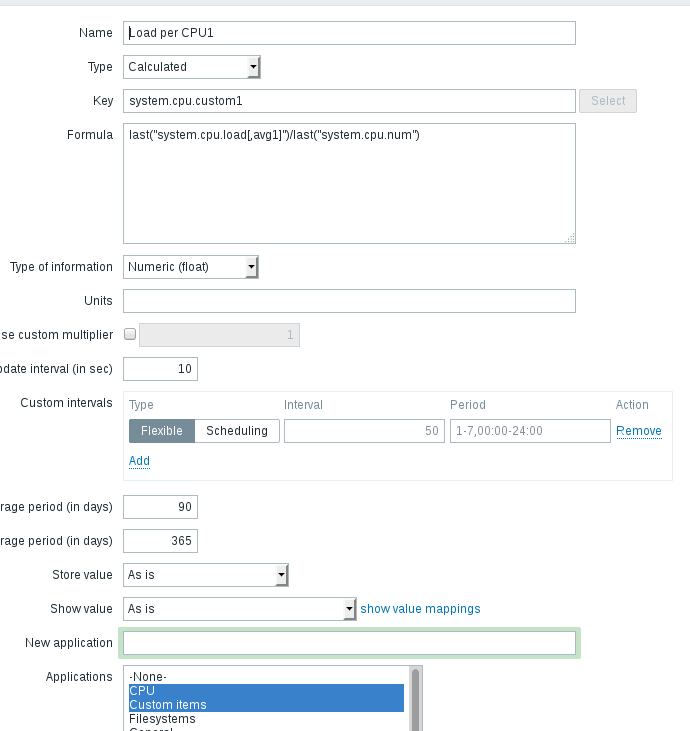 Name Load per CPU1
Type Calculated
Key system.cpu.custom1 Select
Formula last("system.cpu.load[,avg1]")/last("system.cpu.num")
Type of information Numeric (float)
Units
se custom multiplier 1
pdate interval (in sec) 10
Custom intervals Type Interval Period Action
Flexible Scheduling 50 1-7,00:00-24:00 Remove
Add
rage period (in days) 90
rage period (in days) 365
Store value As is
Show value As is show value mappings
New application
Applications -None-
CPU
Custom items
Filesystems